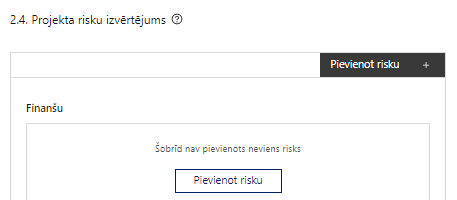 2.4. Projekta risku izvērtējums ?
Pievienot risku +
Finanšu
Šobrīd nav pievienots neviens risks
Pievienot risku